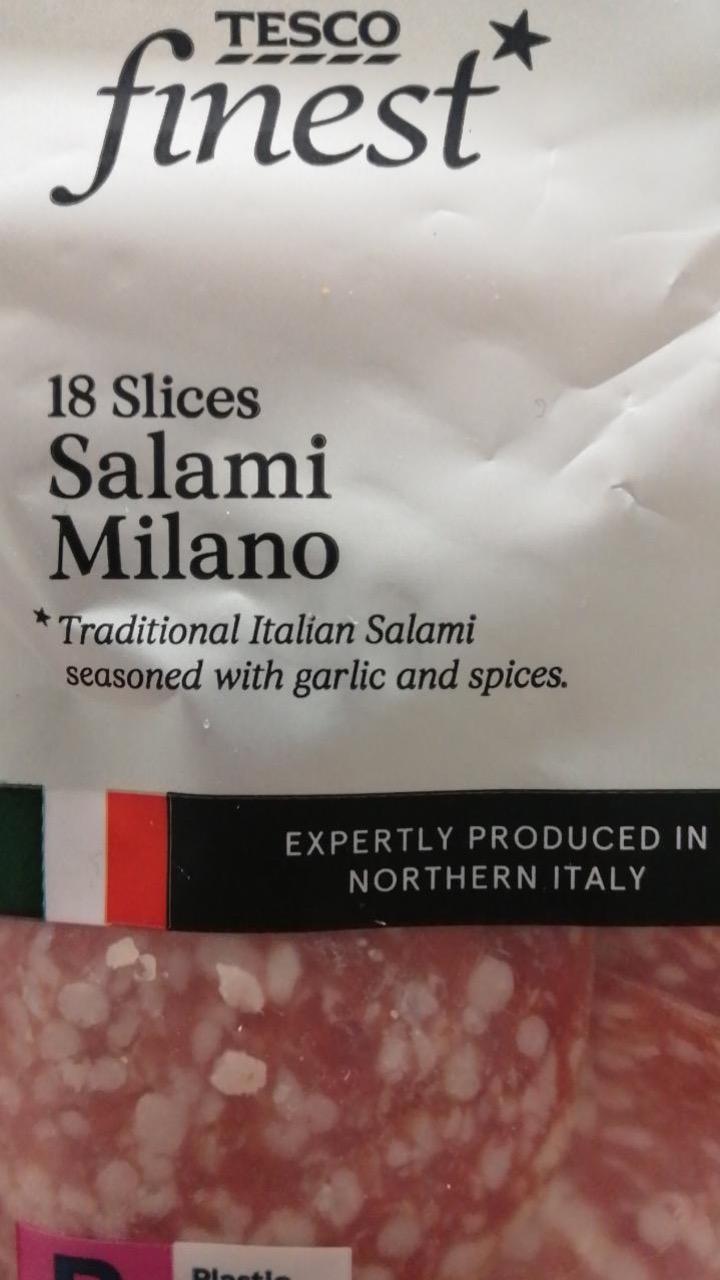 TESCO
finest*
18 Slices
Salami
Milano
* Traditional Italian Salami
seasoned with garlic and spices.
EXPERTLY PRODUCED IN
NORTHERN ITALY
Plastic